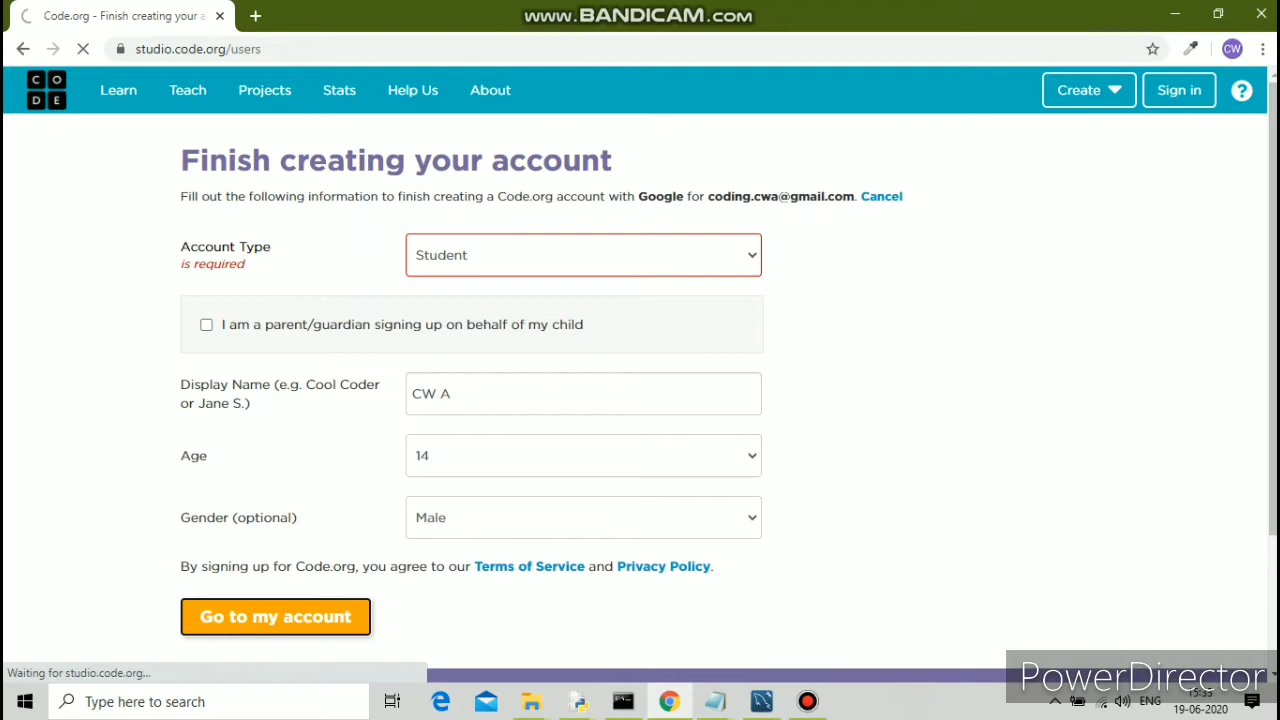 Code.org - Finish creating your a
www.BANDICAM.com
studio.code.org/users
CW
C O
D E
Learn
Teach
Projects
Stats
Help Us
About
Create
Sign in
?
Finish creating your account
Fill out the following information to finish creating a Code.org account with Google for coding.cwa@gmail.com. Cancel
Account Type
is required
Student
I am a parent/guardian signing up on behalf of my child
Display Name (e.g. Cool Coder
or Jane S.)
CW A
Age
14
Gender (optional)
Male
By signing up for Code.org, you agree to our Terms of Service and Privacy Policy.
Go to my account
Waiting for studio.code.org...
PowerDirector
Type here to search
ENG
15:33
19-06-2020